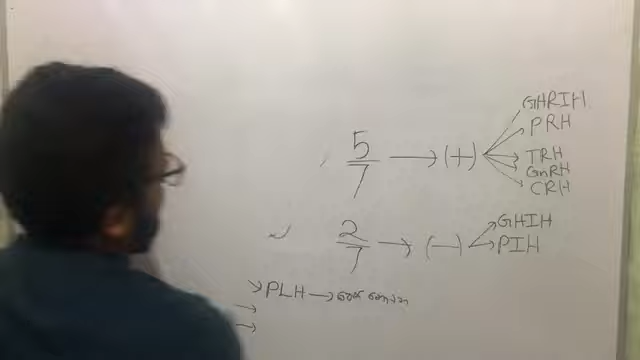 GHRIH
PRH
5/7 → (+)
TRH
GnRH
CRH
GHIH
2/7 → (−)
PIH
PLH →